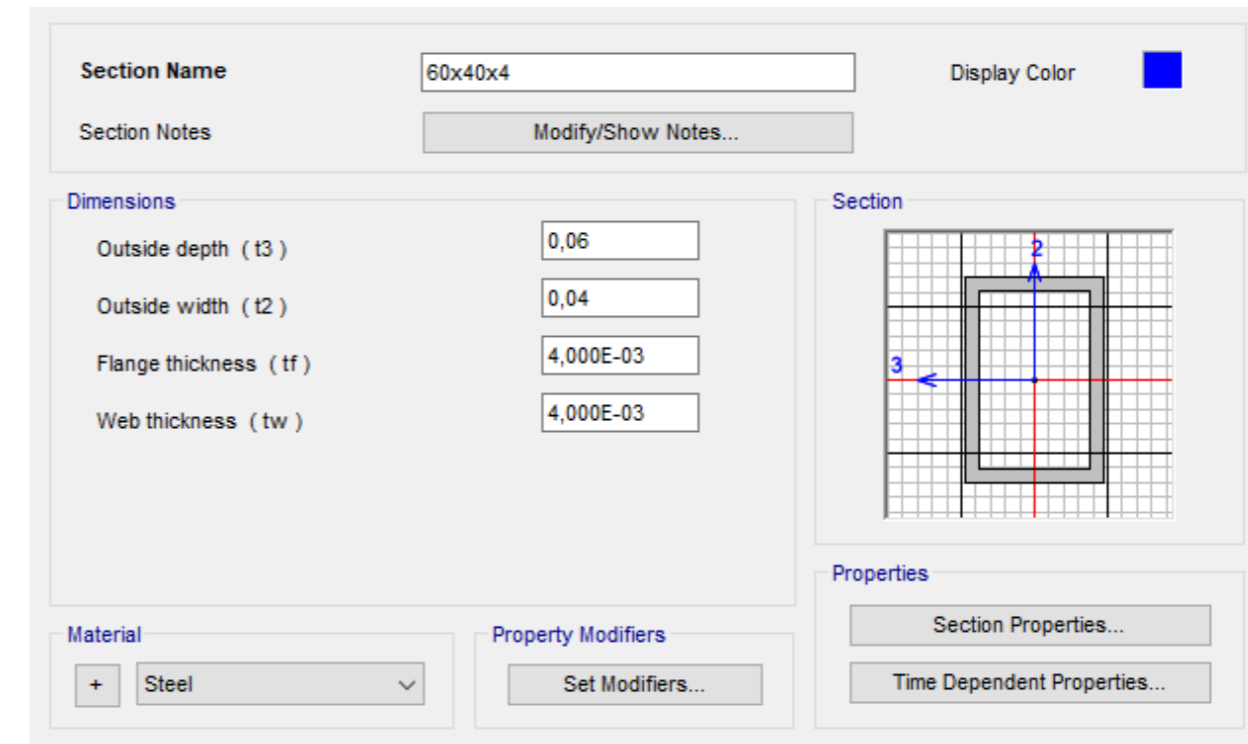 Section Name 60x40x4 Display Color
Section Notes Modify/Show Notes...
Dimensions
Outside depth ( t3 ) 0,06
Outside width ( t2 ) 0,04
Flange thickness ( tf ) 4,000E-03
Web thickness ( tw ) 4,000E-03
Section
2
3
Properties
Section Properties...
Time Dependent Properties...
Material
+ Steel
Property Modifiers
Set Modifiers...